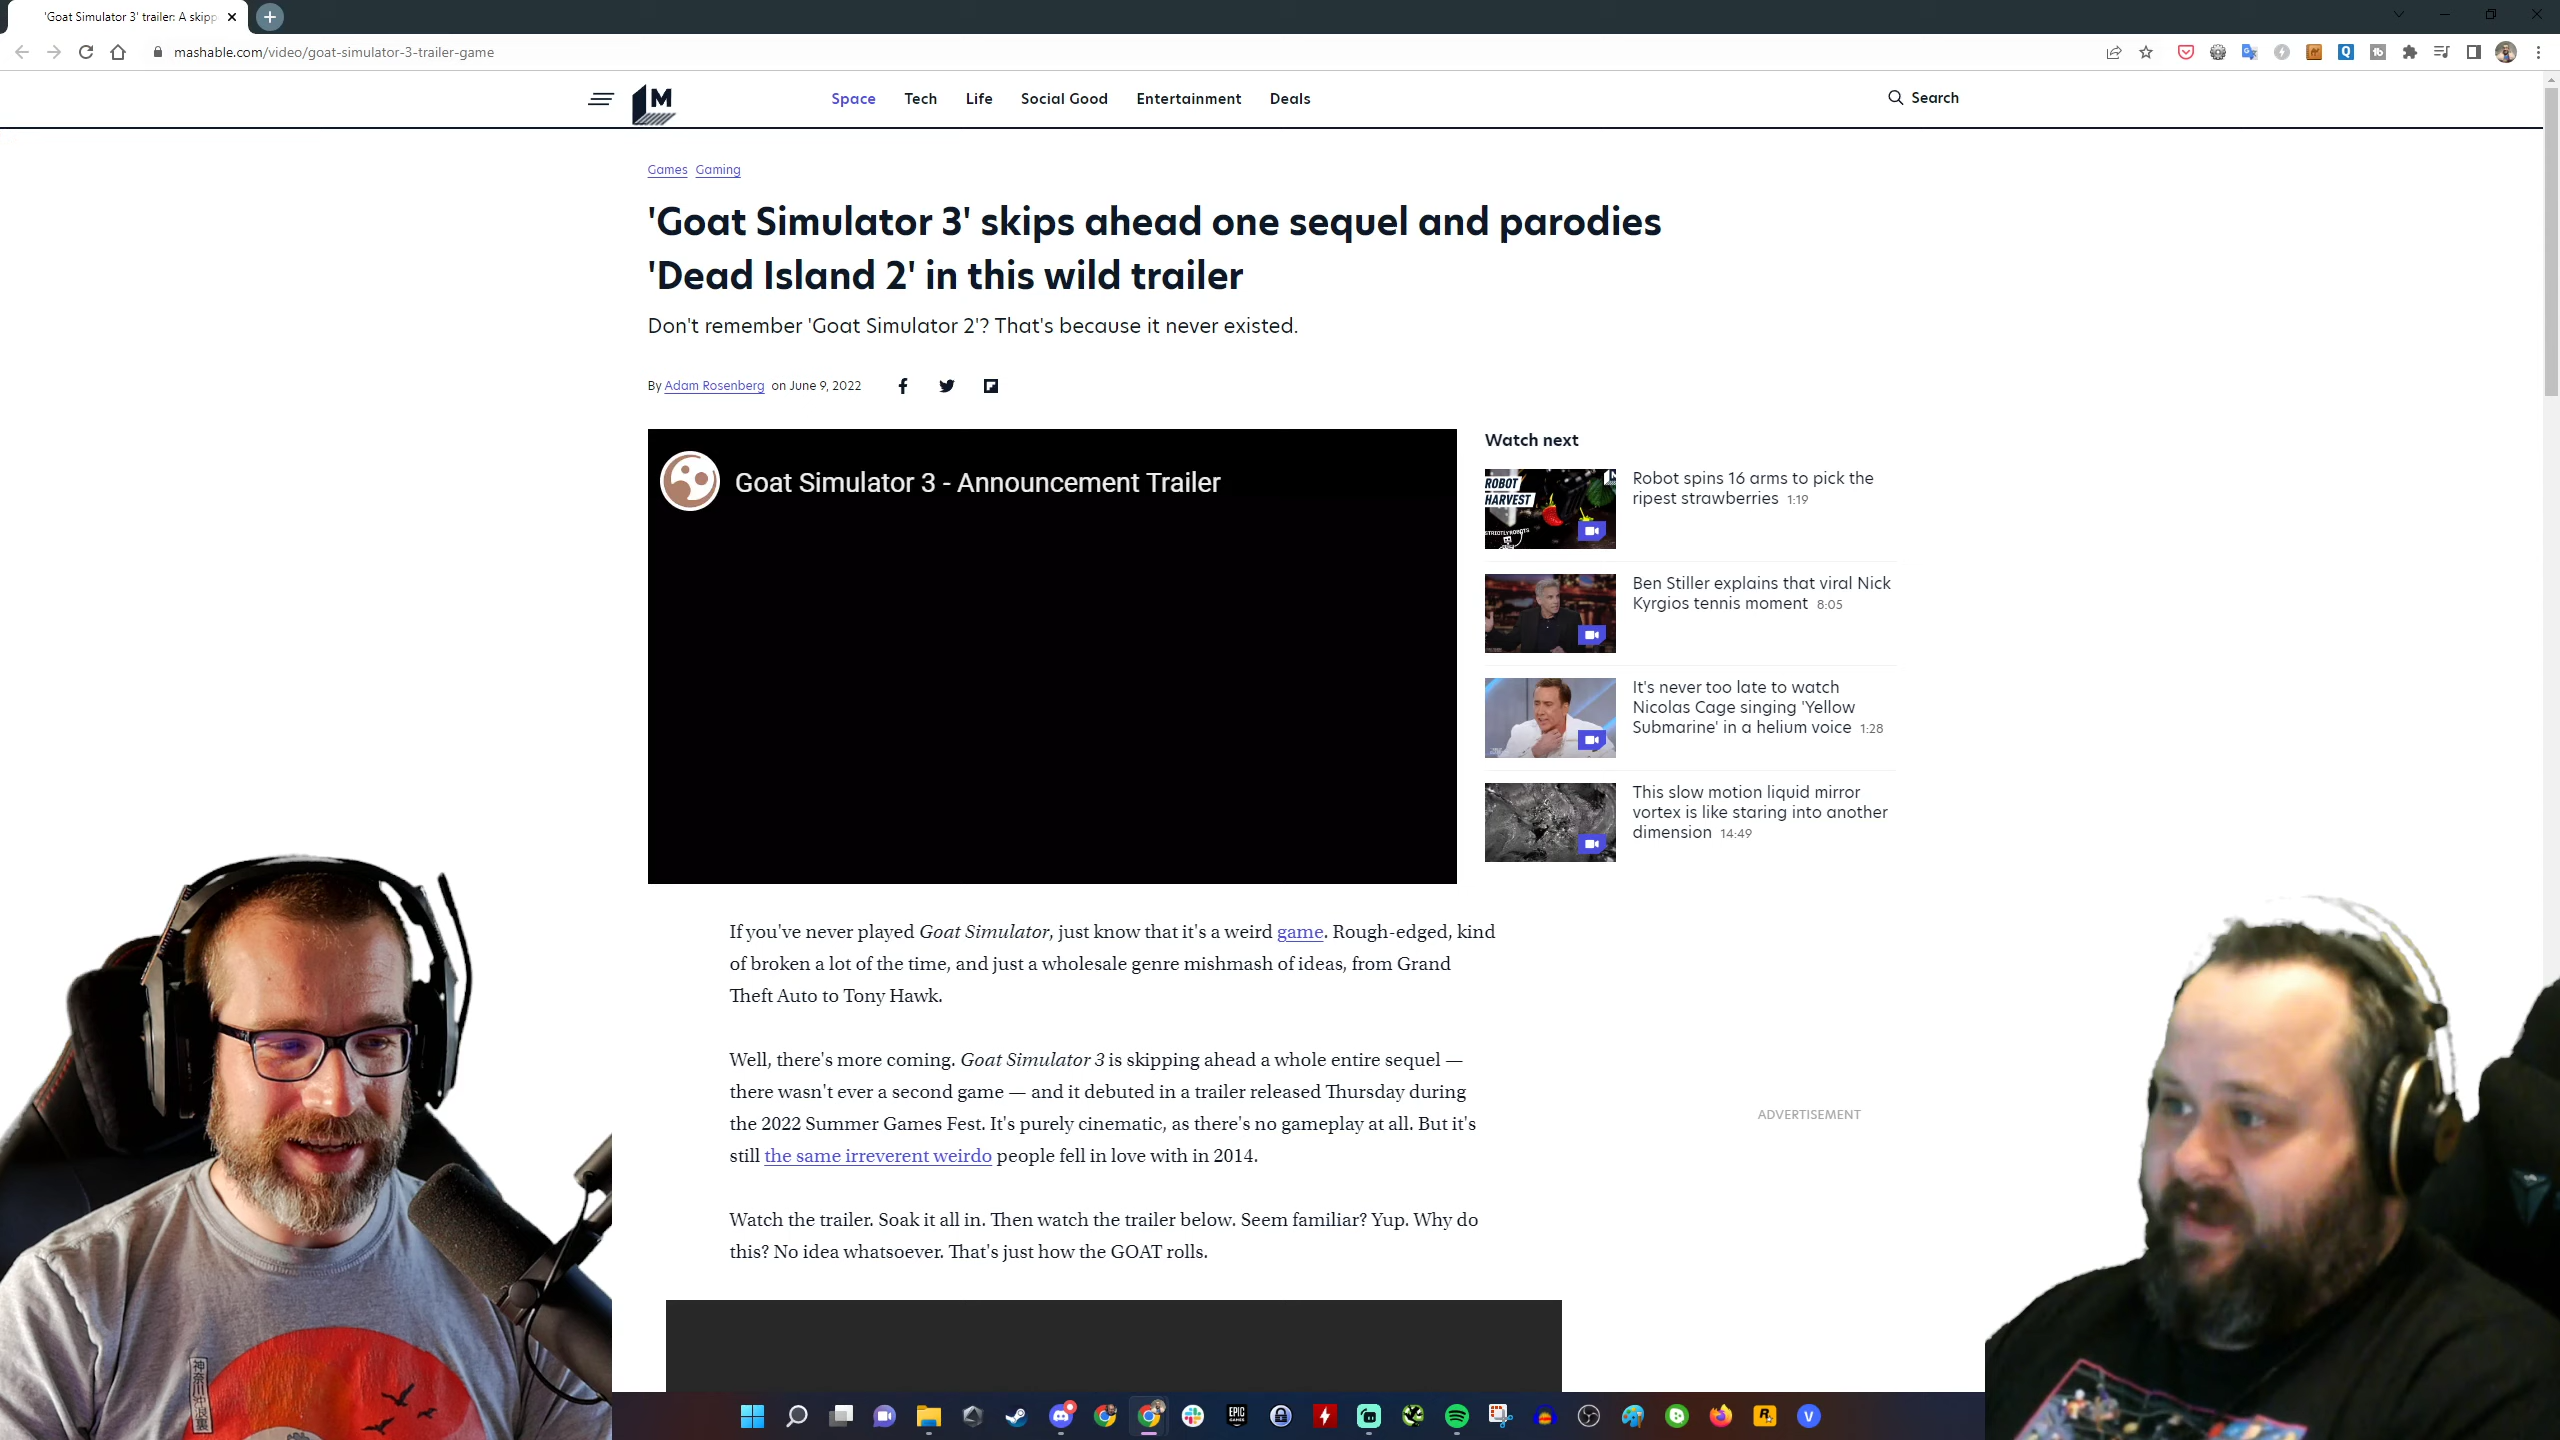 'Goat Simulator 3' trailer: A skipp
mashable.com/video/goat-simulator-3-trailer-game
M
Space Tech Life Social Good Entertainment Deals
Search
Games Gaming
'Goat Simulator 3' skips ahead one sequel and parodies
'Dead Island 2' in this wild trailer
Don't remember 'Goat Simulator 2'? That's because it never existed.
By Adam Rosenberg on June 9, 2022
Goat Simulator 3 - Announcement Trailer
Watch next
ROBOT
HARVEST
STRICTLY ROBOTS
Robot spins 16 arms to pick the
ripest strawberries 1:19
Ben Stiller explains that viral Nick
Kyrgios tennis moment 8:05
It's never too late to watch
Nicolas Cage singing 'Yellow
Submarine' in a helium voice 1:28
This slow motion liquid mirror
vortex is like staring into another
dimension 14:49
If you've never played Goat Simulator, just know that it's a weird game. Rough-edged, kind
of broken a lot of the time, and just a wholesale genre mishmash of ideas, from Grand
Theft Auto to Tony Hawk.
Well, there's more coming. Goat Simulator 3 is skipping ahead a whole entire sequel —
there wasn't ever a second game — and it debuted in a trailer released Thursday during
the 2022 Summer Games Fest. It's purely cinematic, as there's no gameplay at all. But it's
still the same irreverent weirdo people fell in love with in 2014.
Watch the trailer. Soak it all in. Then watch the trailer below. Seem familiar? Yup. Why do
this? No idea whatsoever. That's just how the GOAT rolls.
ADVERTISEMENT
神奈川沖浪裏
EPIC
GAMES
R
V